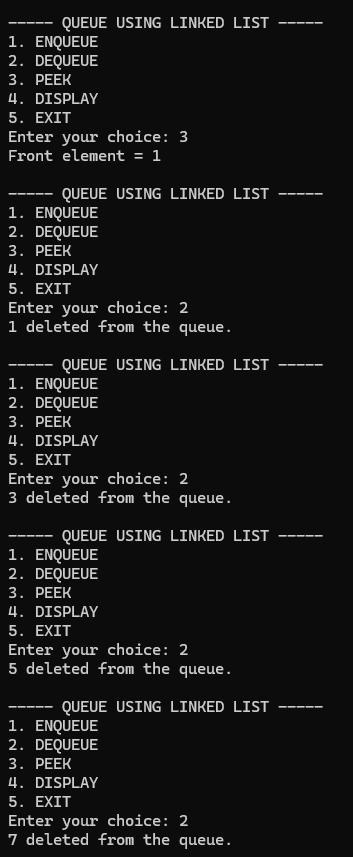 ----- QUEUE USING LINKED LIST -----
1. ENQUEUE
2. DEQUEUE
3. PEEK
4. DISPLAY
5. EXIT
Enter your choice: 3
Front element = 1
----- QUEUE USING LINKED LIST -----
1. ENQUEUE
2. DEQUEUE
3. PEEK
4. DISPLAY
5. EXIT
Enter your choice: 2
1 deleted from the queue.
----- QUEUE USING LINKED LIST -----
1. ENQUEUE
2. DEQUEUE
3. PEEK
4. DISPLAY
5. EXIT
Enter your choice: 2
3 deleted from the queue.
----- QUEUE USING LINKED LIST -----
1. ENQUEUE
2. DEQUEUE
3. PEEK
4. DISPLAY
5. EXIT
Enter your choice: 2
5 deleted from the queue.
----- QUEUE USING LINKED LIST -----
1. ENQUEUE
2. DEQUEUE
3. PEEK
4. DISPLAY
5. EXIT
Enter your choice: 2
7 deleted from the queue.